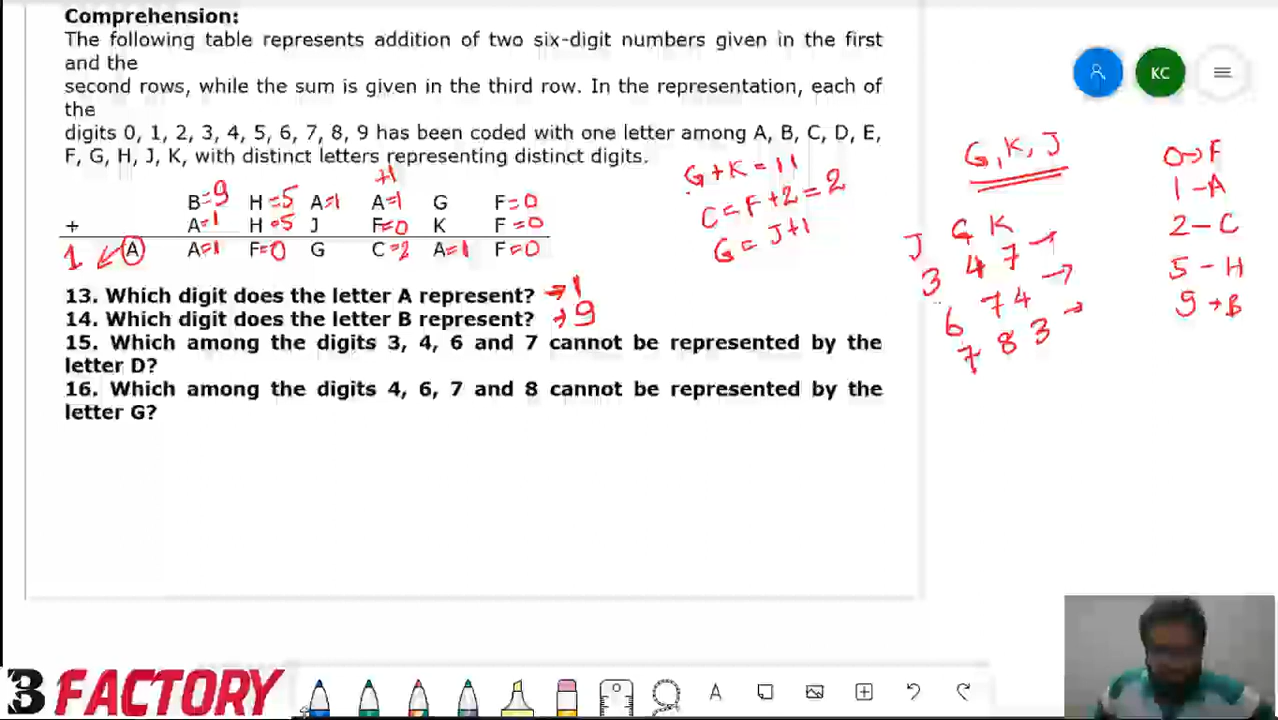 Comprehension:
The following table represents addition of two six-digit numbers given in the first
and the
second rows, while the sum is given in the third row. In the representation, each of
the
digits 0, 1, 2, 3, 4, 5, 6, 7, 8, 9 has been coded with one letter among A, B, C, D, E,
F, G, H, J, K, with distinct letters representing distinct digits.
+1
B=9 H=5 A=1 A=1 G F=0
+ A=1 H=5 J F=0 K F=0
1 A A=1 F=0 G C=2 A=1 F=0
13. Which digit does the letter A represent? → 1
14. Which digit does the letter B represent? → 9
15. Which among the digits 3, 4, 6 and 7 cannot be represented by the
letter D?
16. Which among the digits 4, 6, 7 and 8 cannot be represented by the
letter G?
G+K=11
C=F+2=2
G=J+1
G, K, J
J G K
3 4 7 →
6 7 4 →
7 8 3 →
0→F
1-A
2-C
5-H
9→B
KC
3 FACTORY
A